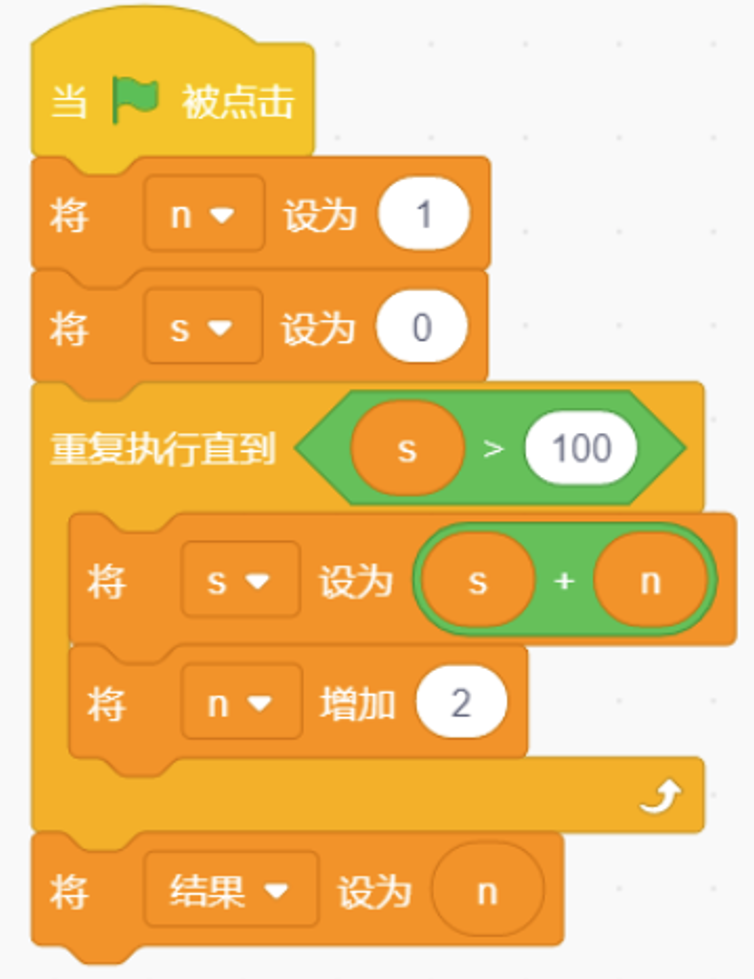 当 被点击
将 n 设为 1
将 s 设为 0
重复执行直到 s > 100
将 s 设为 s + n
将 n 增加 2
将 结果 设为 n